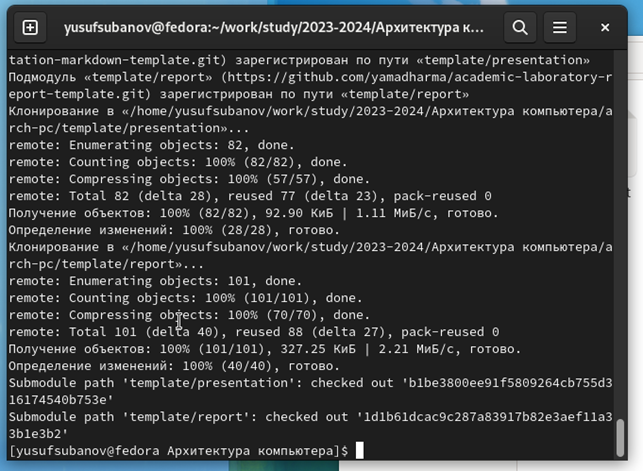 yusufsubanov@fedora:~/work/study/2023-2024/Архитектура к...
tation-markdown-template.git) зарегистрирован по пути «template/presentation»
Подмодуль «template/report» (https://github.com/yamadharma/academic-laboratory-r
eport-template.git) зарегистрирован по пути «template/report»
Клонирование в «/home/yusufsubanov/work/study/2023-2024/Архитектура компьютера/a
rch-pc/template/presentation»...
remote: Enumerating objects: 82, done.
remote: Counting objects: 100% (82/82), done.
remote: Compressing objects: 100% (57/57), done.
remote: Total 82 (delta 28), reused 77 (delta 23), pack-reused 0
Получение объектов: 100% (82/82), 92.90 КиБ | 1.11 МиБ/с, готово.
Определение изменений: 100% (28/28), готово.
Клонирование в «/home/yusufsubanov/work/study/2023-2024/Архитектура компьютера/a
rch-pc/template/report»...
remote: Enumerating objects: 101, done.
remote: Counting objects: 100% (101/101), done.
remote: Compressing objects: 100% (70/70), done.
remote: Total 101 (delta 40), reused 88 (delta 27), pack-reused 0
Получение объектов: 100% (101/101), 327.25 КиБ | 2.21 МиБ/с, готово.
Определение изменений: 100% (40/40), готово.
Submodule path 'template/presentation': checked out 'b1be3800ee91f5809264cb755d3
16174540b753e'
Submodule path 'template/report': checked out '1d1b61dcac9c287a83917b82e3aef11a3
3b1e3b2'
[yusufsubanov@fedora Архитектура компьютера]$